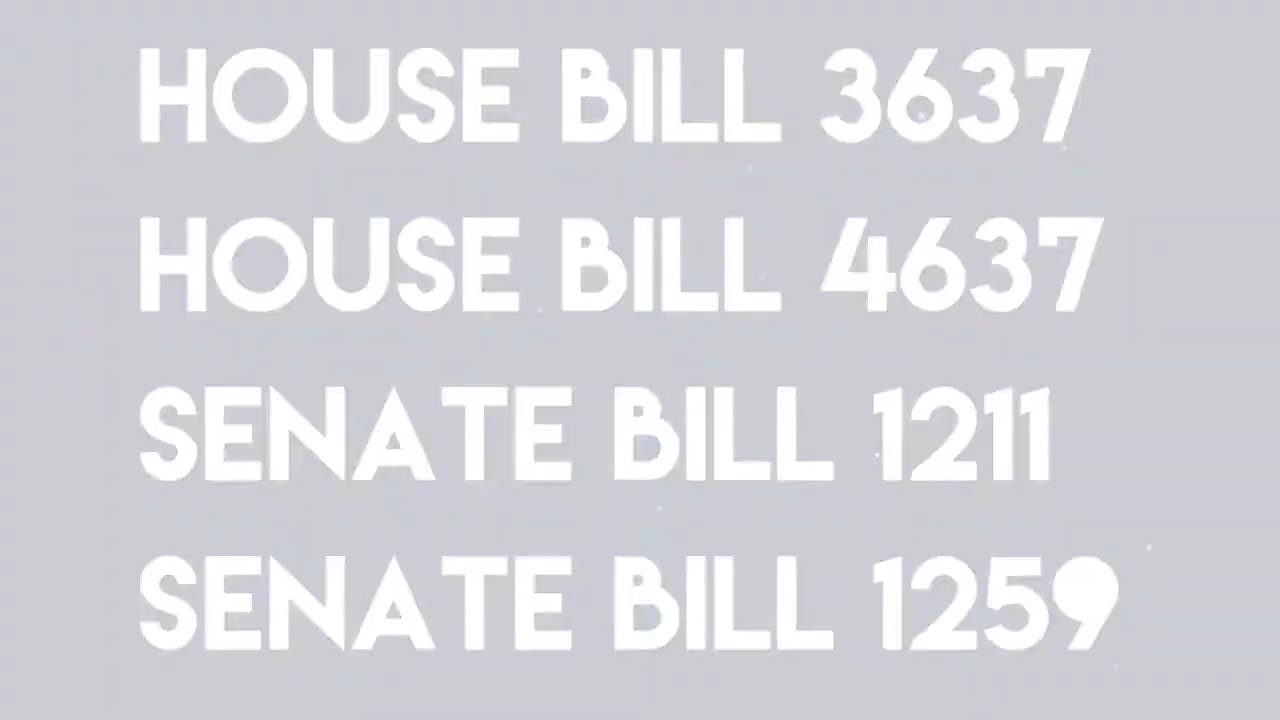 HOUSE BILL 3637
HOUSE BILL 4637
SENATE BILL 1211
SENATE BILL 1259